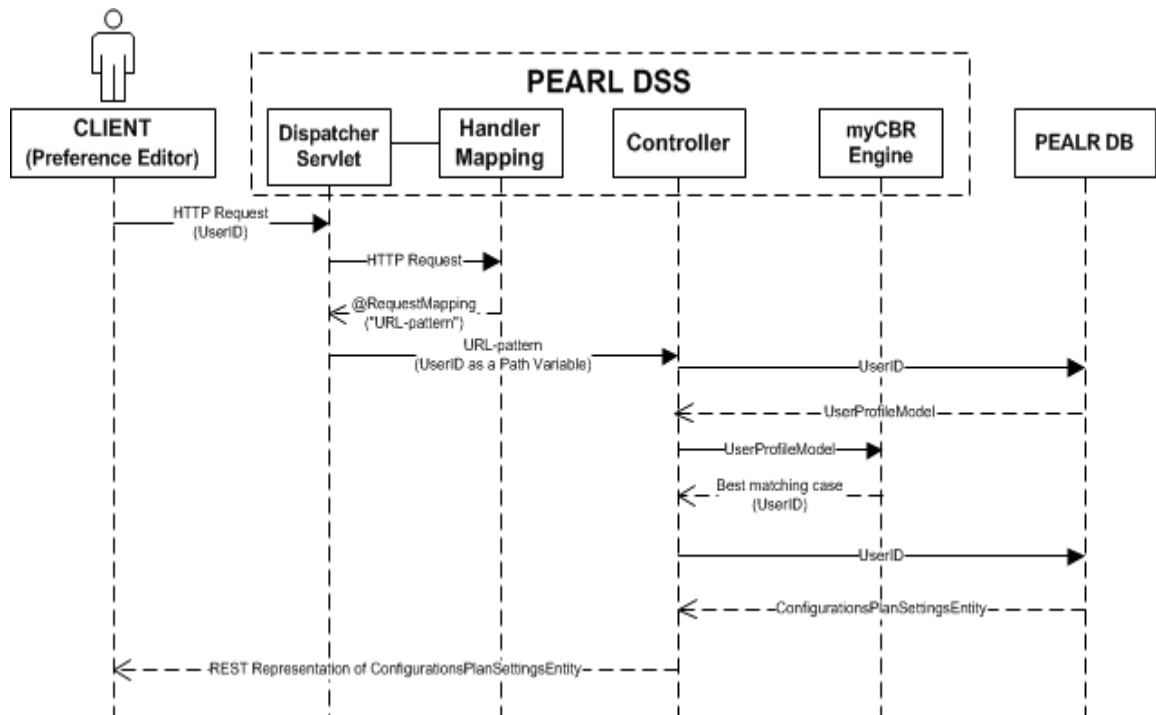 PEARL DSS
CLIENT
(Preference Editor)
Dispatcher
Servlet
Handler
Mapping
Controller
myCBR
Engine
PEALR DB
HTTP Request
(UserID)
HTTP Request
@RequestMapping
("URL-pattern")
URL-pattern
(UserID as a Path Variable)
UserID
UserProfileModel
UserProfileModel
Best matching case
(UserID)
UserID
ConfigurationsPlanSettingsEntity
REST Representation of ConfigurationsPlanSettingsEntity